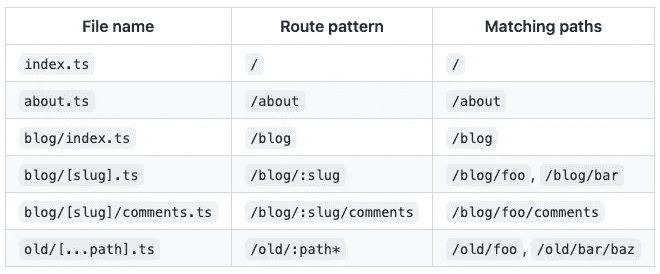 File name Route pattern Matching paths
index.ts / /
about.ts /about /about
blog/index.ts /blog /blog
blog/[slug].ts /blog/:slug /blog/foo, /blog/bar
blog/[slug]/comments.ts /blog/:slug/comments /blog/foo/comments
old/[...path].ts /old/:path* /old/foo, /old/bar/baz